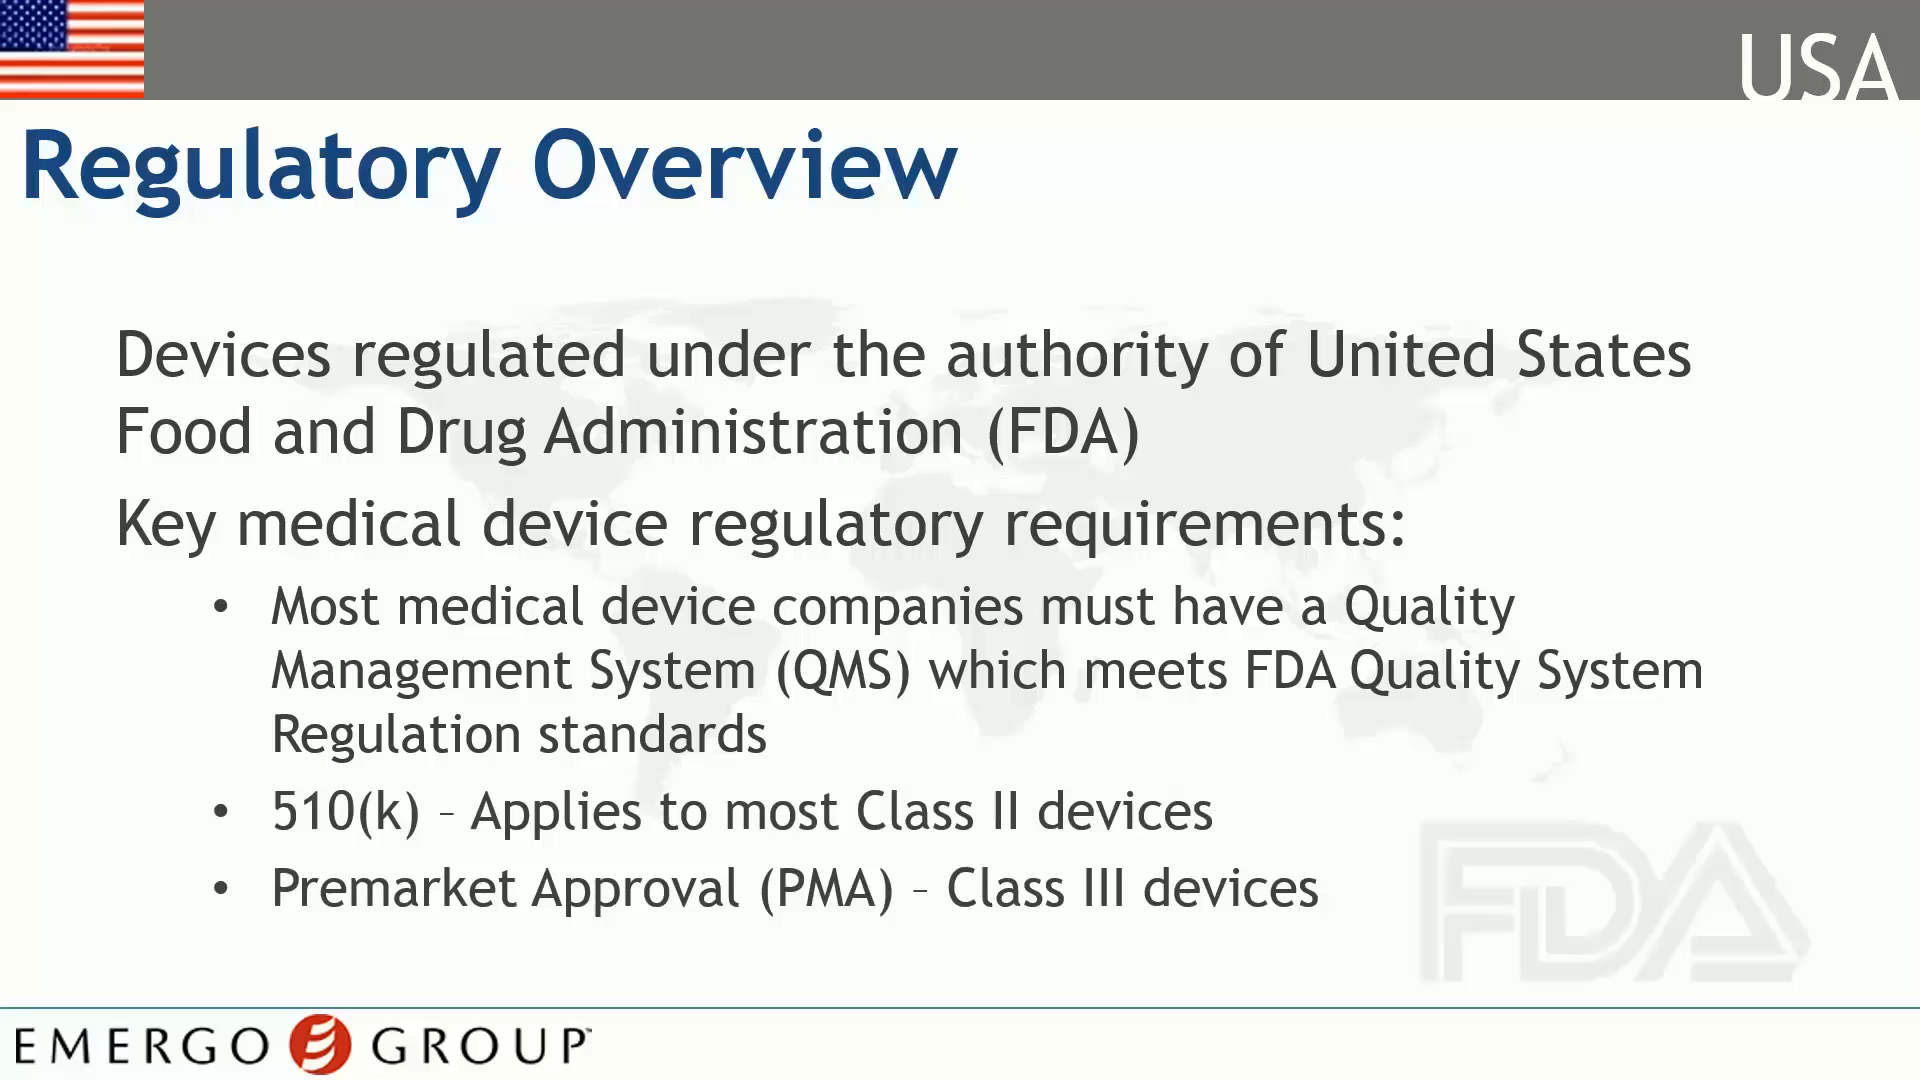 USA
Regulatory Overview
Devices regulated under the authority of United States
Food and Drug Administration (FDA)
Key medical device regulatory requirements:
• Most medical device companies must have a Quality
Management System (QMS) which meets FDA Quality System
Regulation standards
• 510(k) – Applies to most Class II devices
• Premarket Approval (PMA) – Class III devices
FDA
EMERGO GROUP™